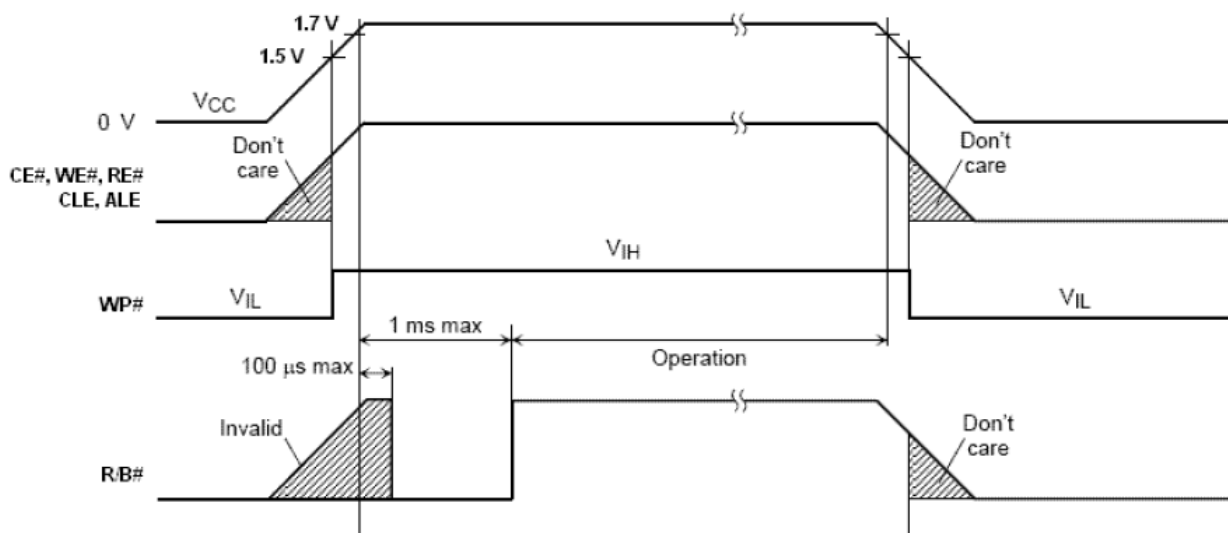 1.7 V
1.5 V
VCC
0 V
Don't
care
Don't
care
CE#, WE#, RE#
CLE, ALE
VIH
WP#
VIL
VIL
1 ms max
Operation
100 μs max
Invalid
Don't
care
R/B#